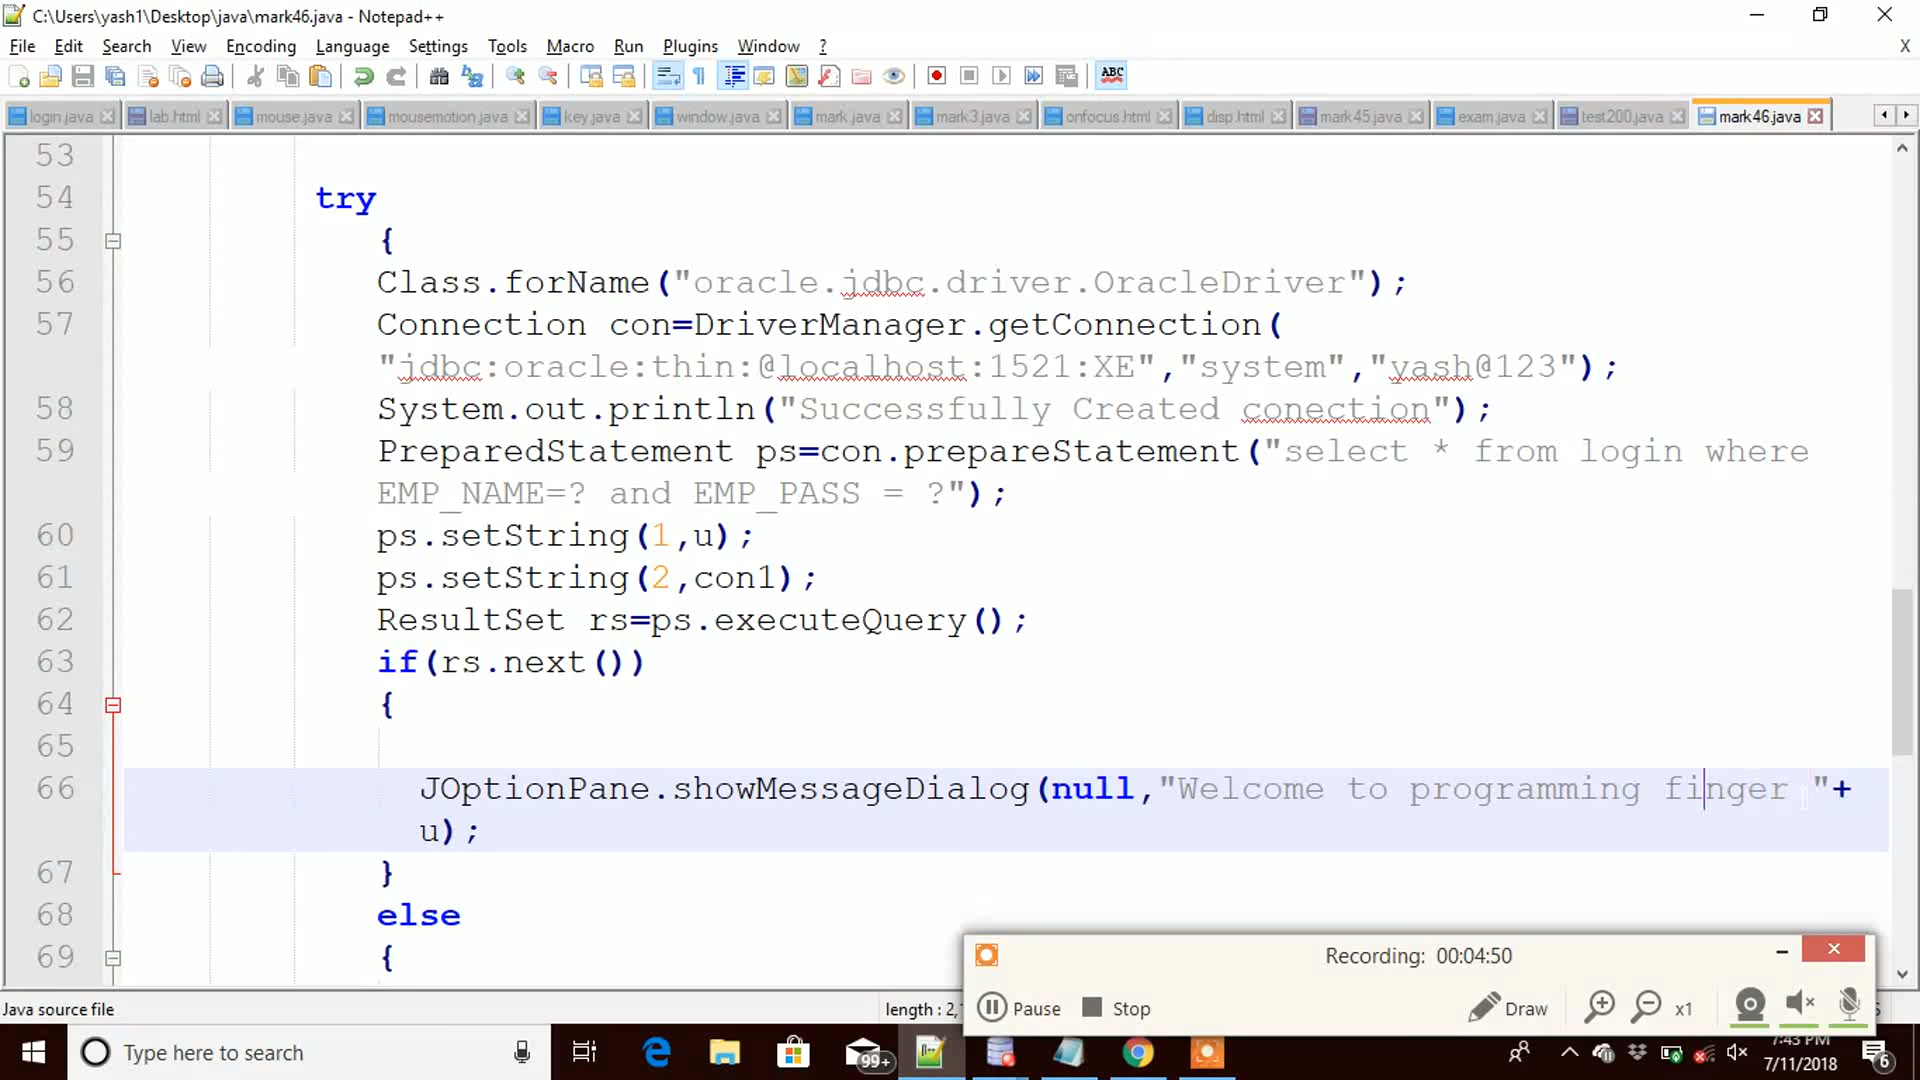 C:\Users\yash1\Desktop\java\mark46.java - Notepad++
File Edit Search View Encoding Language Settings Tools Macro Run Plugins Window ? X
ABC
login.java lab.html mouse.java mousemotion.java key.java window.java mark.java mark3.java onfocus.html disp.html mark45.java exam.java test200.java mark46.java
53
54 try
55 {
56 Class.forName("oracle.jdbc.driver.OracleDriver");
57 Connection con=DriverManager.getConnection(
"jdbc:oracle:thin:@localhost:1521:XE","system","yash@123");
58 System.out.println("Successfully Created conection");
59 PreparedStatement ps=con.prepareStatement("select * from login where
EMP_NAME=? and EMP_PASS = ?");
60 ps.setString(1,u);
61 ps.setString(2,con1);
62 ResultSet rs=ps.executeQuery();
63 if(rs.next())
64 {
65
66 JOptionPane.showMessageDialog(null,"Welcome to programming finger "+
u);
67 }
68 else
69 {
Recording: 00:04:50
Pause Stop Draw x1
Java source file length : 2,
Type here to search
99+
7:43 PM
7/11/2018
6